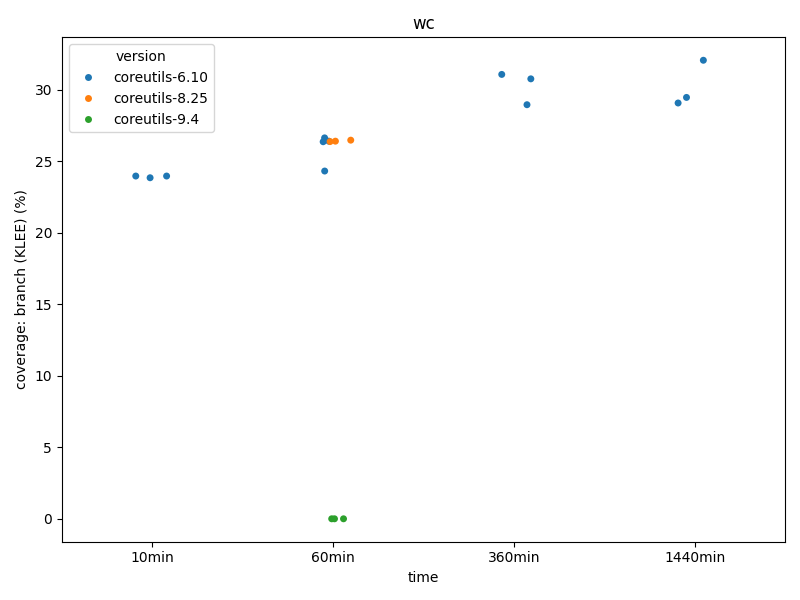 wc
version
coreutils-6.10
coreutils-8.25
coreutils-9.4
coverage: branch (KLEE) (%)
30
25
20
15
10
5
0
10min
60min
360min
1440min
time